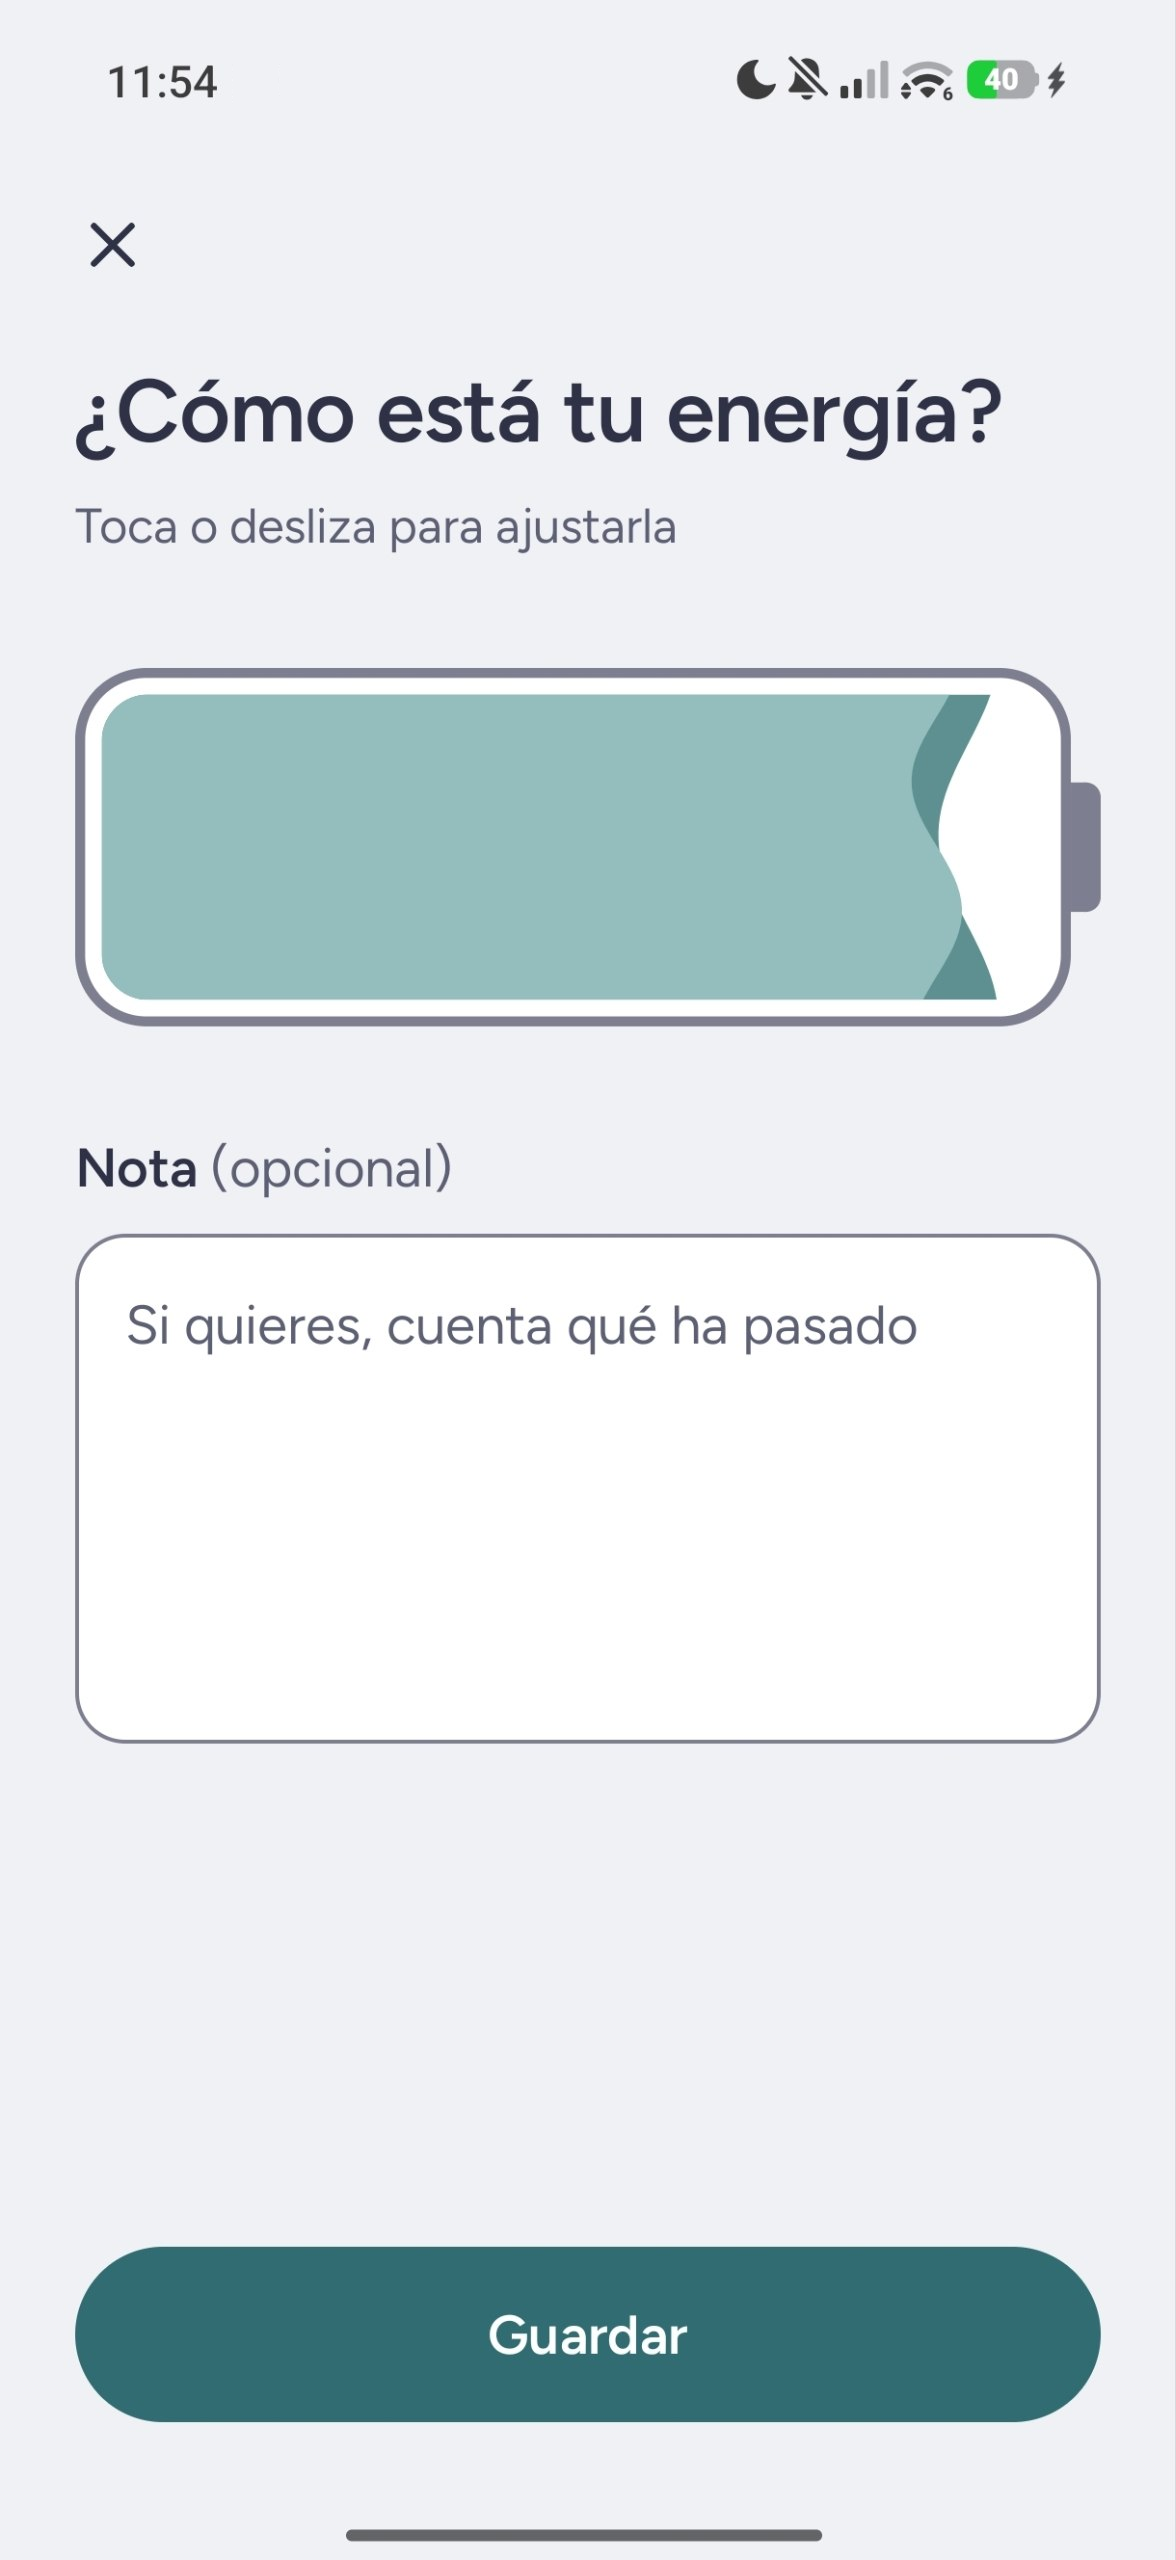 11:54
6
40
¿Cómo está tu energía?
Toca o desliza para ajustarla
Nota (opcional)
Si quieres, cuenta qué ha pasado
Guardar